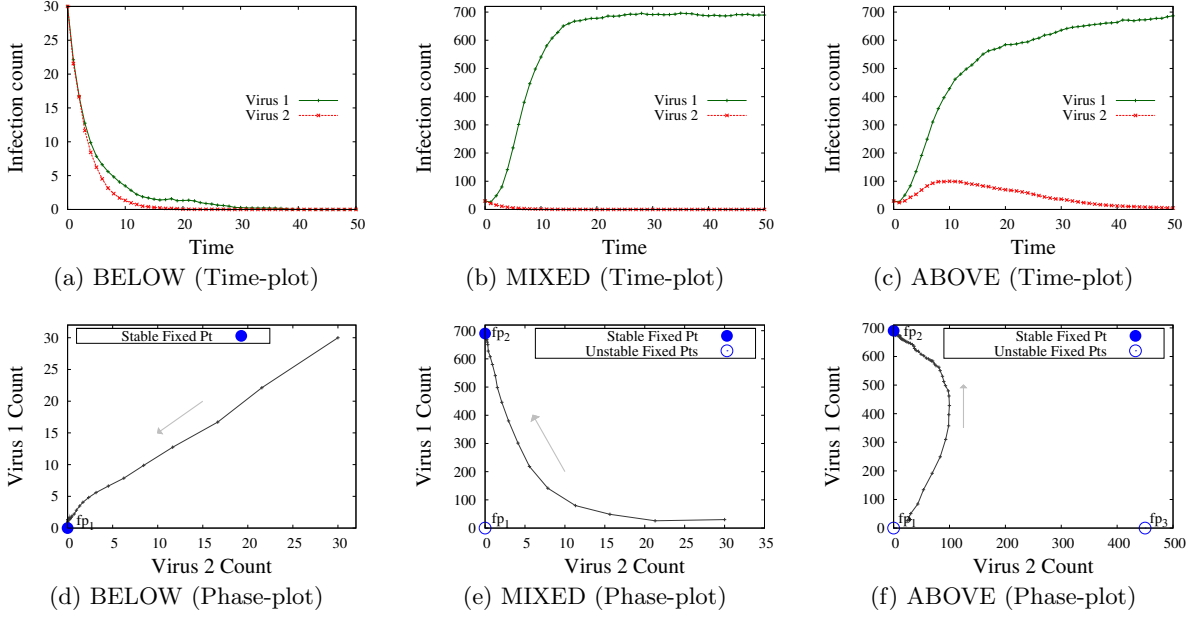 30
25
20
15
10
5
0
Infection count
Virus 1
Virus 2
0 10 20 30 40 50
Time
(a) BELOW (Time-plot)
700
600
500
400
300
200
100
0
Infection count
Virus 1
Virus 2
0 10 20 30 40 50
Time
(b) MIXED (Time-plot)
700
600
500
400
300
200
100
0
Infection count
Virus 1
Virus 2
0 10 20 30 40 50
Time
(c) ABOVE (Time-plot)
30
25
20
15
10
5
0
Virus 1 Count
Stable Fixed Pt
fp1
0 5 10 15 20 25 30
Virus 2 Count
(d) BELOW (Phase-plot)
700
600
500
400
300
200
100
0
Virus 1 Count
fp2
Stable Fixed Pt
Unstable Fixed Pts
fp1
0 5 10 15 20 25 30 35
Virus 2 Count
(e) MIXED (Phase-plot)
700
600
500
400
300
200
100
0
Virus 1 Count
fp2
Stable Fixed Pt
Unstable Fixed Pts
fp1
fp3
0 100 200 300 400 500
Virus 2 Count
(f) ABOVE (Phase-plot)